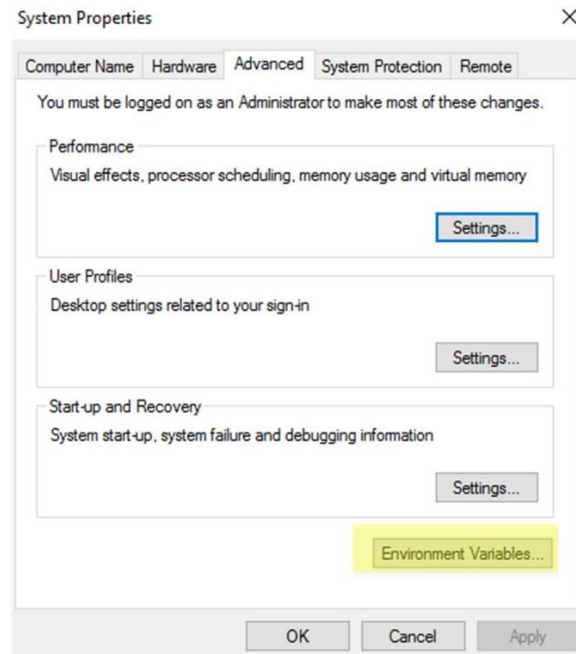 System Properties
Computer Name Hardware Advanced System Protection Remote
You must be logged on as an Administrator to make most of these changes.
Performance
Visual effects, processor scheduling, memory usage and virtual memory
Settings...
User Profiles
Desktop settings related to your sign-in
Settings...
Start-up and Recovery
System start-up, system failure and debugging information
Settings...
Environment Variables...
OK Cancel Apply